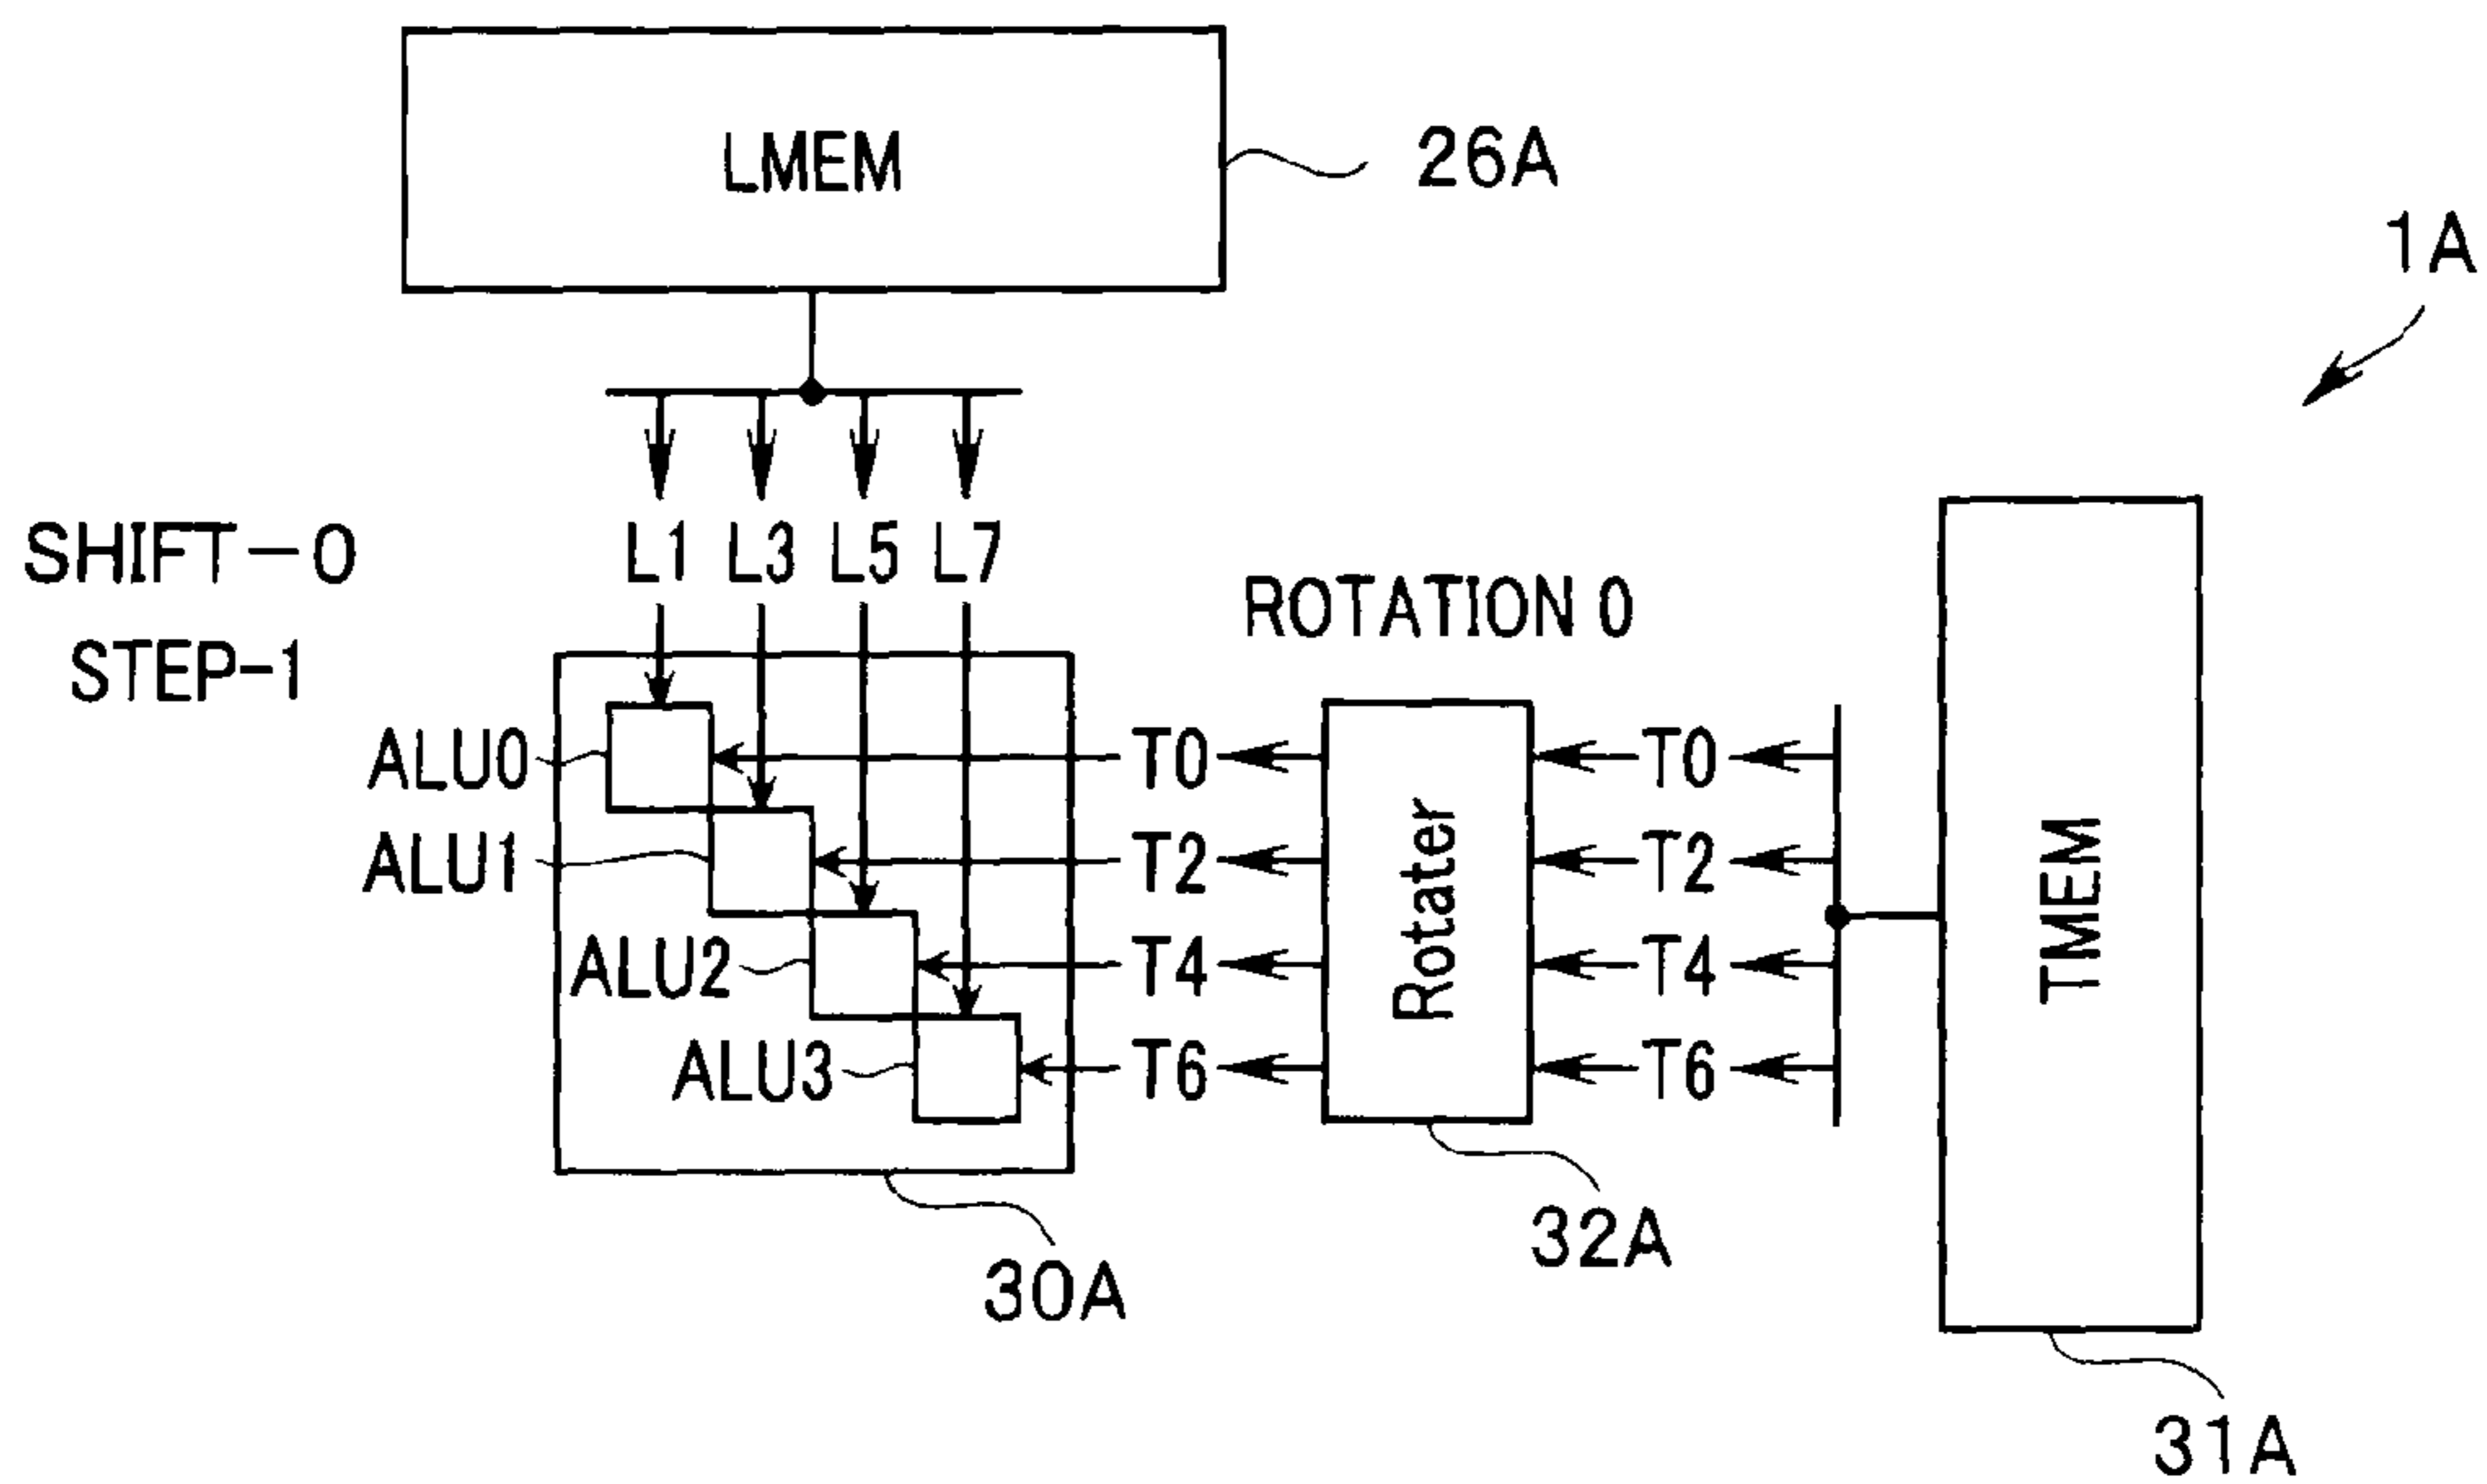 LMEM
26A
1A
SHIFT-0
L1 L3 L5 L7
STEP-1
ROTATION 0
ALU0
T0
T0
ALU1
T2
T2
ALU2
T4
T4
ALU3
T6
T6
Rotater
TMEM
30A
32A
31A